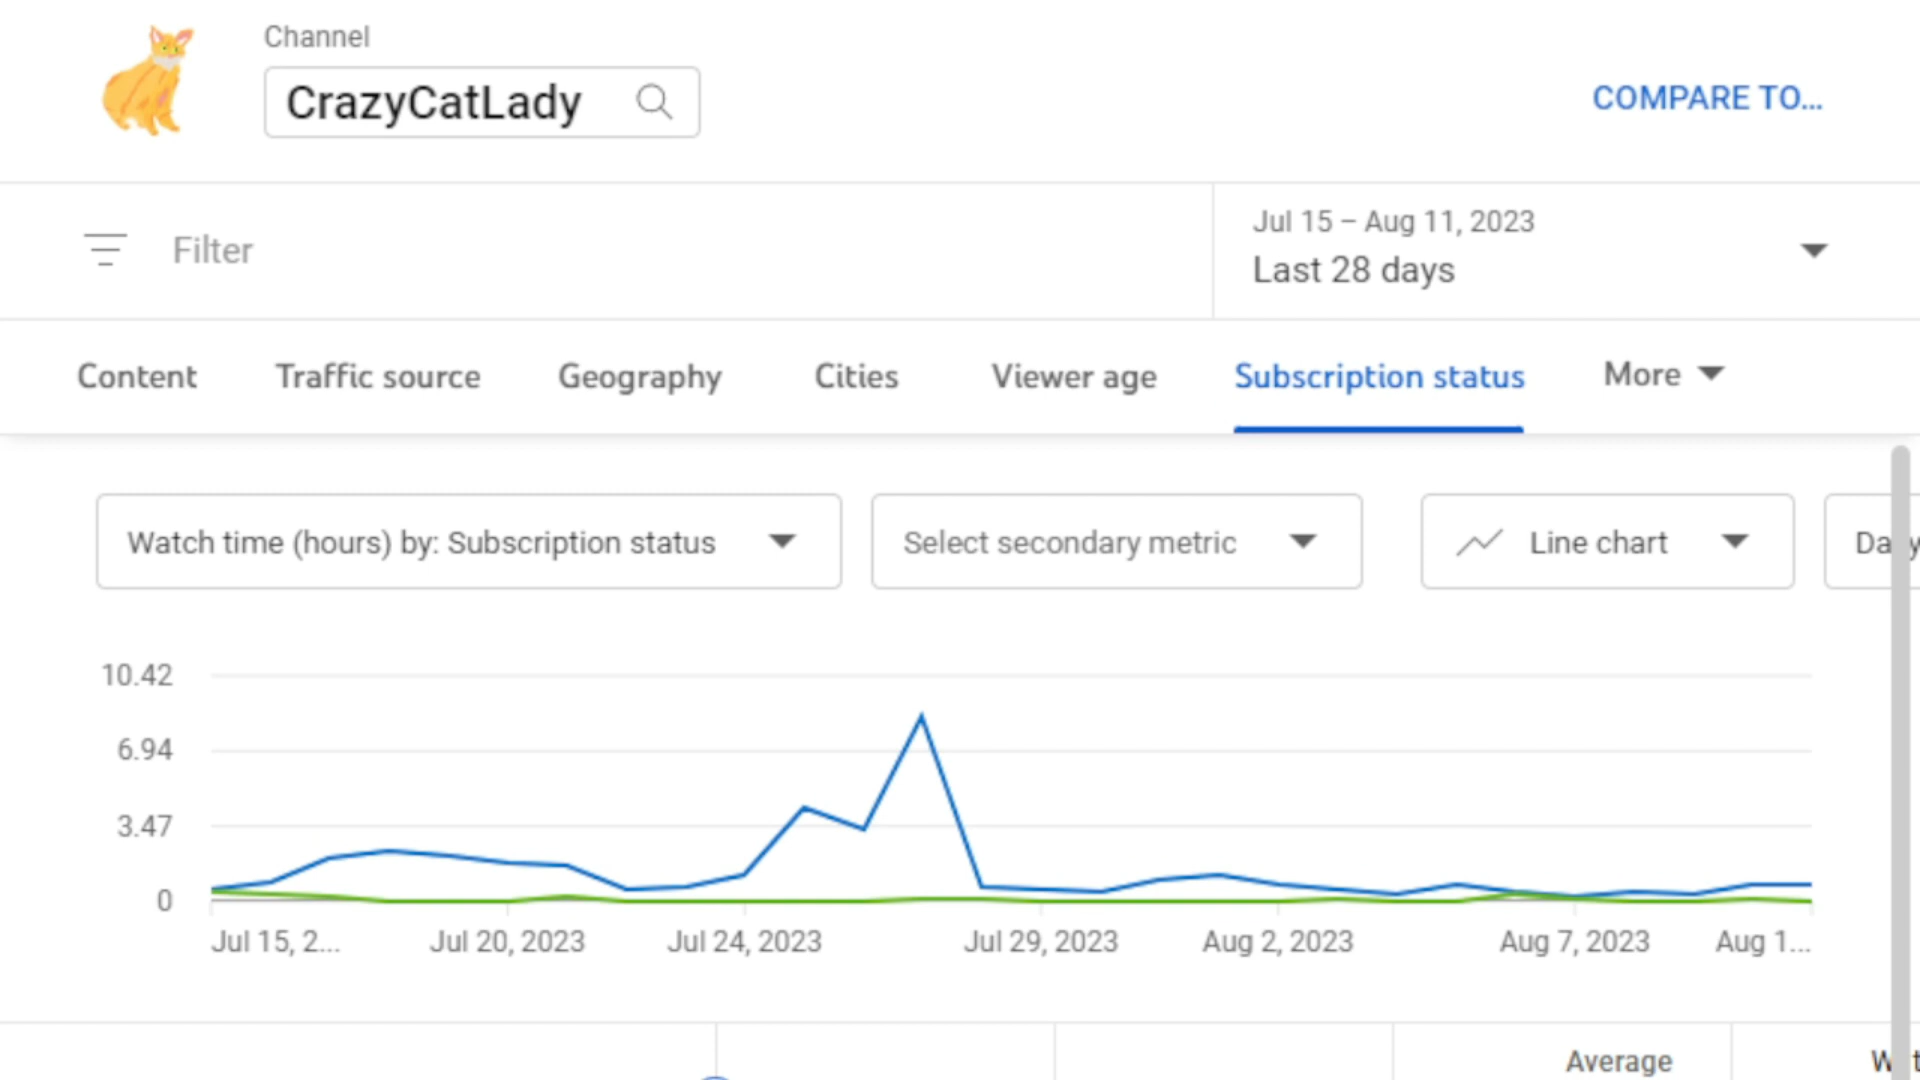 Channel
CrazyCatLady
COMPARE TO...
Filter
Jul 15 – Aug 11, 2023
Last 28 days
Content Traffic source Geography Cities Viewer age Subscription status More
Watch time (hours) by: Subscription status Select secondary metric Line chart
10.42
6.94
3.47
0
Jul 15, 2... Jul 20, 2023 Jul 24, 2023 Jul 29, 2023 Aug 2, 2023 Aug 7, 2023 Aug 1...
Average